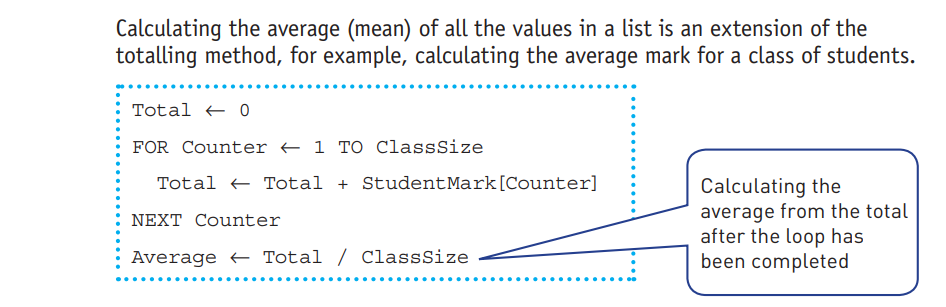 Calculating the average (mean) of all the values in a list is an extension of the
totalling method, for example, calculating the average mark for a class of students.
Total ← 0
FOR Counter ← 1 TO ClassSize
Total ← Total + StudentMark[Counter]
NEXT Counter
Average ← Total / ClassSize
Calculating the
average from the total
after the loop has
been completed